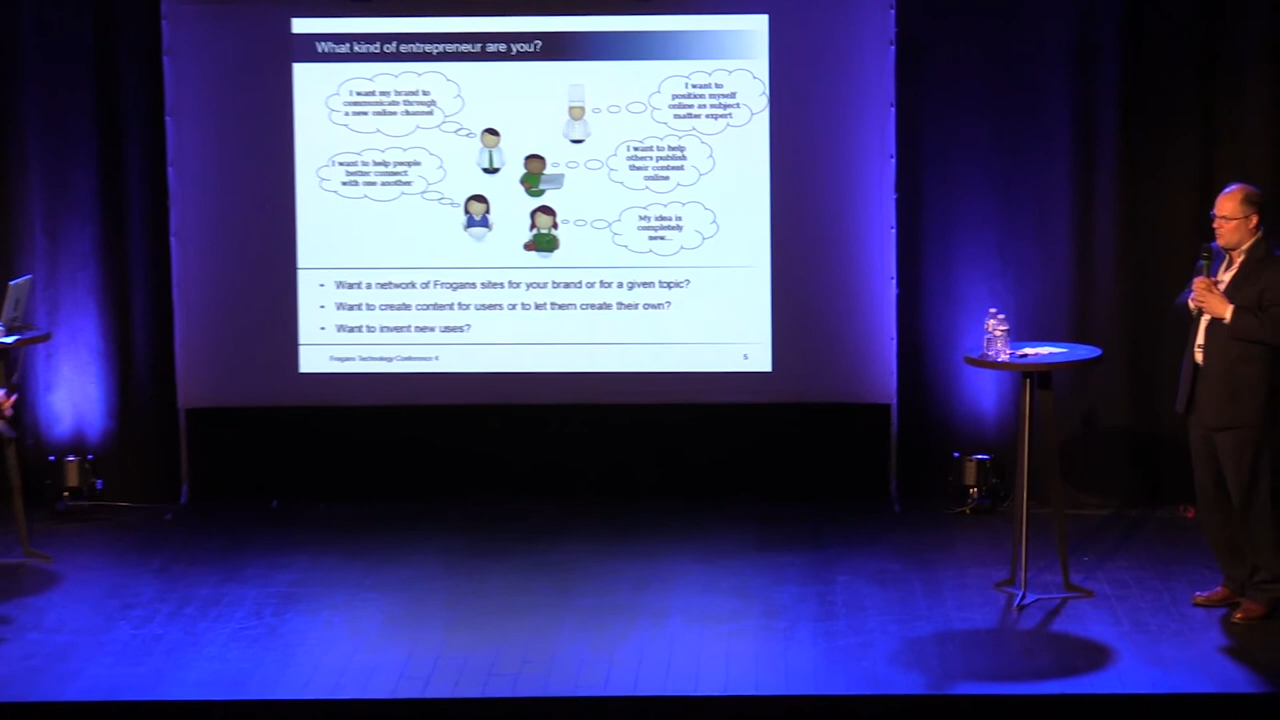 What kind of entrepreneur are you?
I want my brand to
communicate through
a new online channel
I want to
position myself
online as subject
matter expert
I want to help people
better connect
with one another
I want to help
others publish
their content
online
My idea is
completely
new...
- Want a network of Frogans sites for your brand or for a given topic?
- Want to create content for users or to let them create their own?
- Want to invent new uses?
Frogans Technology Conference 4
5